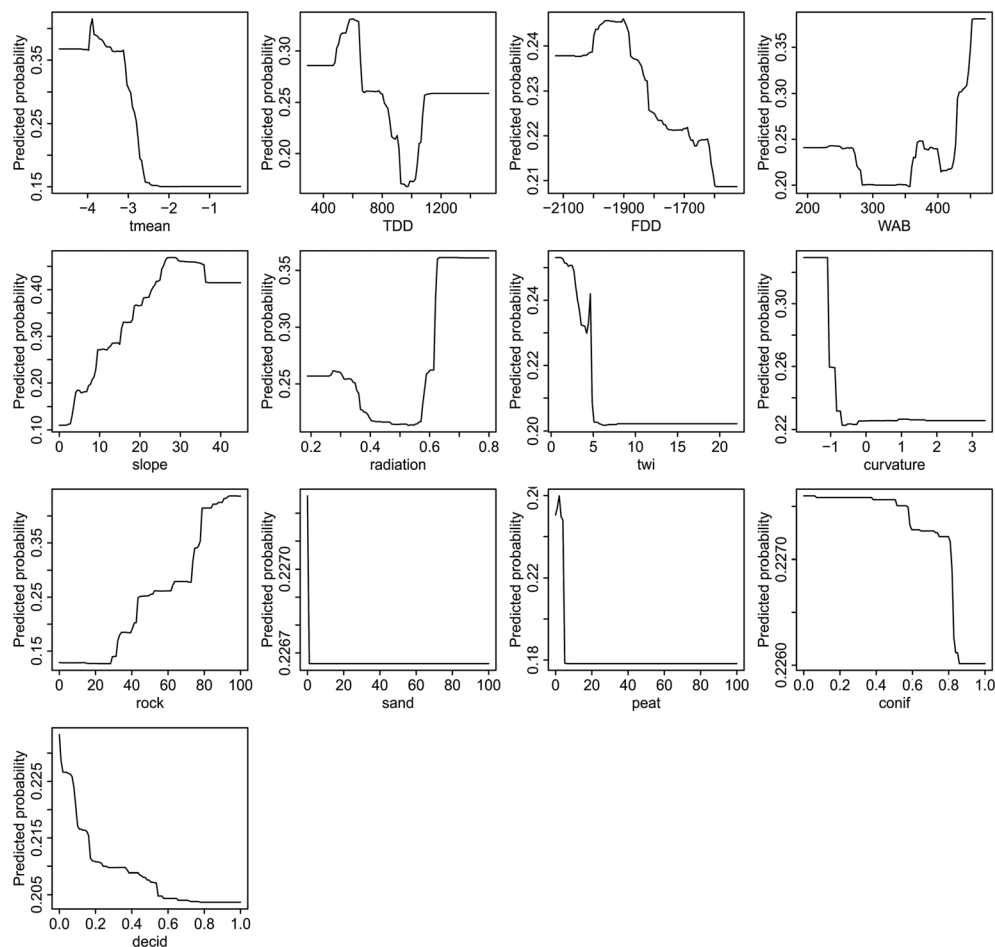 Predicted probability
0.15 0.25 0.35
−4 −3 −2 −1
tmean
Predicted probability
0.20 0.25 0.30
400 800 1200
TDD
Predicted probability
0.21 0.22 0.23 0.24
−2100 −1900 −1700
FDD
Predicted probability
0.20 0.25 0.30 0.35
200 300 400
WAB
Predicted probability
0.10 0.20 0.30 0.40
0 10 20 30 40
slope
Predicted probability
0.25 0.30 0.35
0.2 0.4 0.6 0.8
radiation
Predicted probability
0.20 0.22 0.24
0 5 10 15 20
twi
Predicted probability
0.22 0.26 0.30
−1 0 1 2 3
curvature
Predicted probability
0.15 0.25 0.35
0 20 40 60 80 100
rock
Predicted probability
0.2267 0.2270
0 20 40 60 80 100
sand
Predicted probability
0.18 0.22
0 20 40 60 80 100
peat
Predicted probability
0.2260 0.2270
0.0 0.2 0.4 0.6 0.8 1.0
conif
Predicted probability
0.205 0.215 0.225
0.0 0.2 0.4 0.6 0.8 1.0
decid